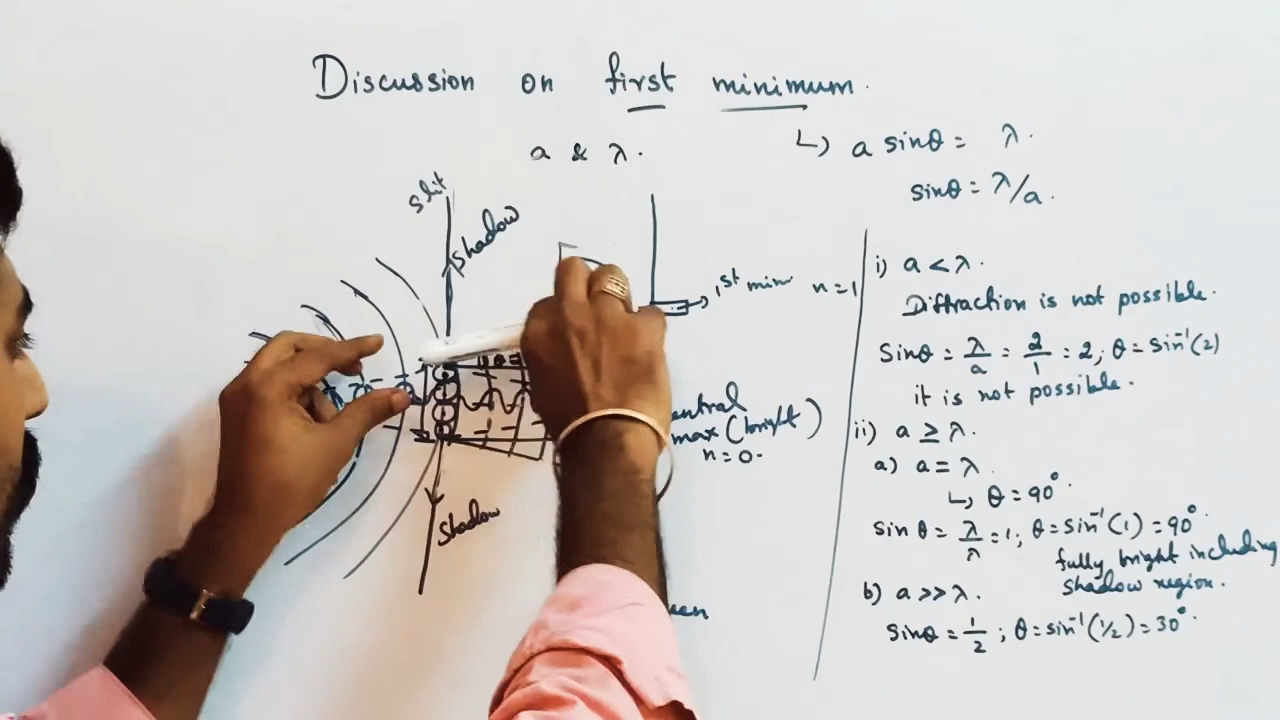 Discussion on first minimum.
a & λ.
↳ a sinθ = λ.
sinθ = λ/a.
slit
Shadow
1st min n=1
central
max (bright)
n=0.
Shadow
i) a < λ.
Diffraction is not possible.
Sinθ = λ/a = 2/1 = 2; θ = Sin⁻¹(2)
it is not possible.
ii) a ≥ λ.
a) a = λ.
↳ θ = 90°.
sin θ = λ/λ = 1; θ = sin⁻¹(1) = 90°.
fully bright including
Shadow region.
b) a >> λ.
Sinθ = 1/2; θ = sin⁻¹(1/2) = 30°.